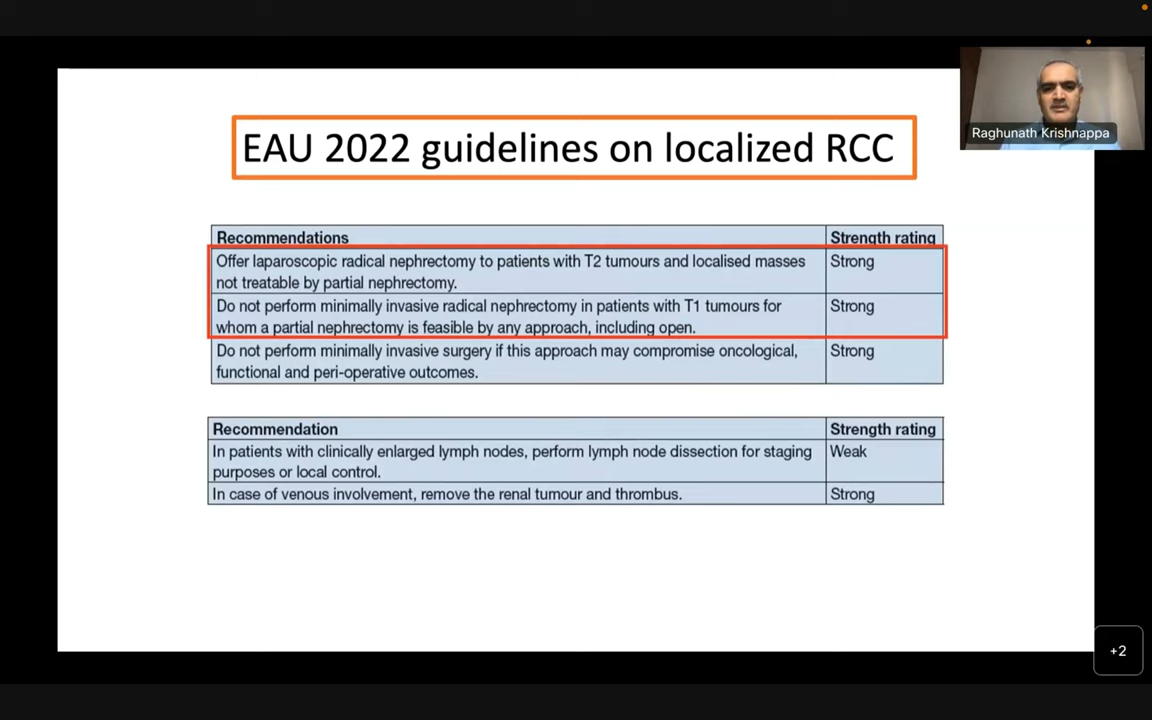 EAU 2022 guidelines on localized RCC
Raghunath Krishnappa
Recommendations Strength rating
Offer laparoscopic radical nephrectomy to patients with T2 tumours and localised masses Strong
not treatable by partial nephrectomy.
Do not perform minimally invasive radical nephrectomy in patients with T1 tumours for Strong
whom a partial nephrectomy is feasible by any approach, including open.
Do not perform minimally invasive surgery if this approach may compromise oncological, Strong
functional and peri-operative outcomes.
Recommendation Strength rating
In patients with clinically enlarged lymph nodes, perform lymph node dissection for staging Weak
purposes or local control.
In case of venous involvement, remove the renal tumour and thrombus. Strong
+2